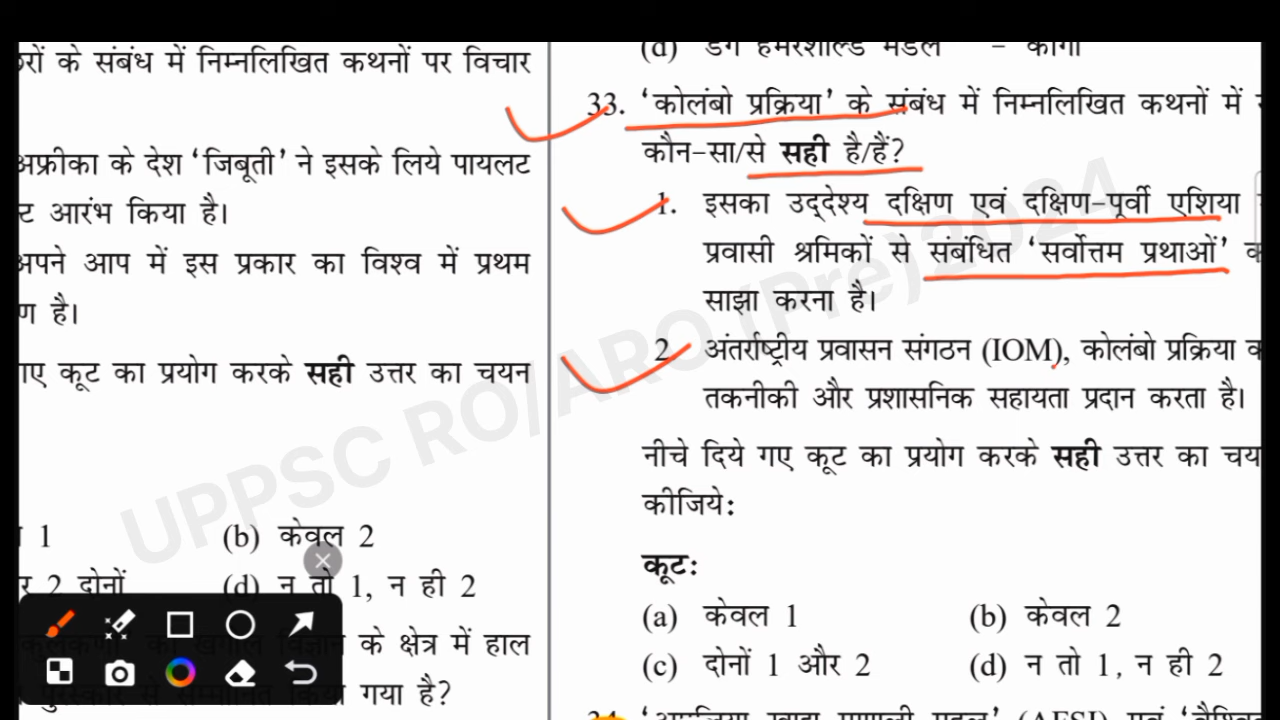 के संबंध में निम्नलिखित कथनों पर विचार
अफ्रीका के देश ‘जिबूती’ ने इसके लिये पायलट
आरंभ किया है।
अपने आप में इस प्रकार का विश्व में प्रथम
है।
कूट का प्रयोग करके सही उत्तर का चयन
1 (b) केवल 2
2 दोनों (d) न तो 1, न ही 2
के क्षेत्र में हाल
गया है?
(d) डेग हैमरशोल्ड मेडल – कांगो
33. ‘कोलंबो प्रक्रिया’ के संबंध में निम्नलिखित कथनों में
कौन-सा/से सही है/हैं?
1. इसका उद्देश्य दक्षिण एवं दक्षिण-पूर्वी एशिया
प्रवासी श्रमिकों से संबंधित ‘सर्वोत्तम प्रथाओं’
साझा करना है।
2. अंतर्राष्ट्रीय प्रवासन संगठन (IOM), कोलंबो प्रक्रिया
तकनीकी और प्रशासनिक सहायता प्रदान करता है।
नीचे दिये गए कूट का प्रयोग करके सही उत्तर का
कीजिये:
कूट:
(a) केवल 1 (b) केवल 2
(c) दोनों 1 और 2 (d) न तो 1, न ही 2
UPPSC RO/ARO (Pre) 2024